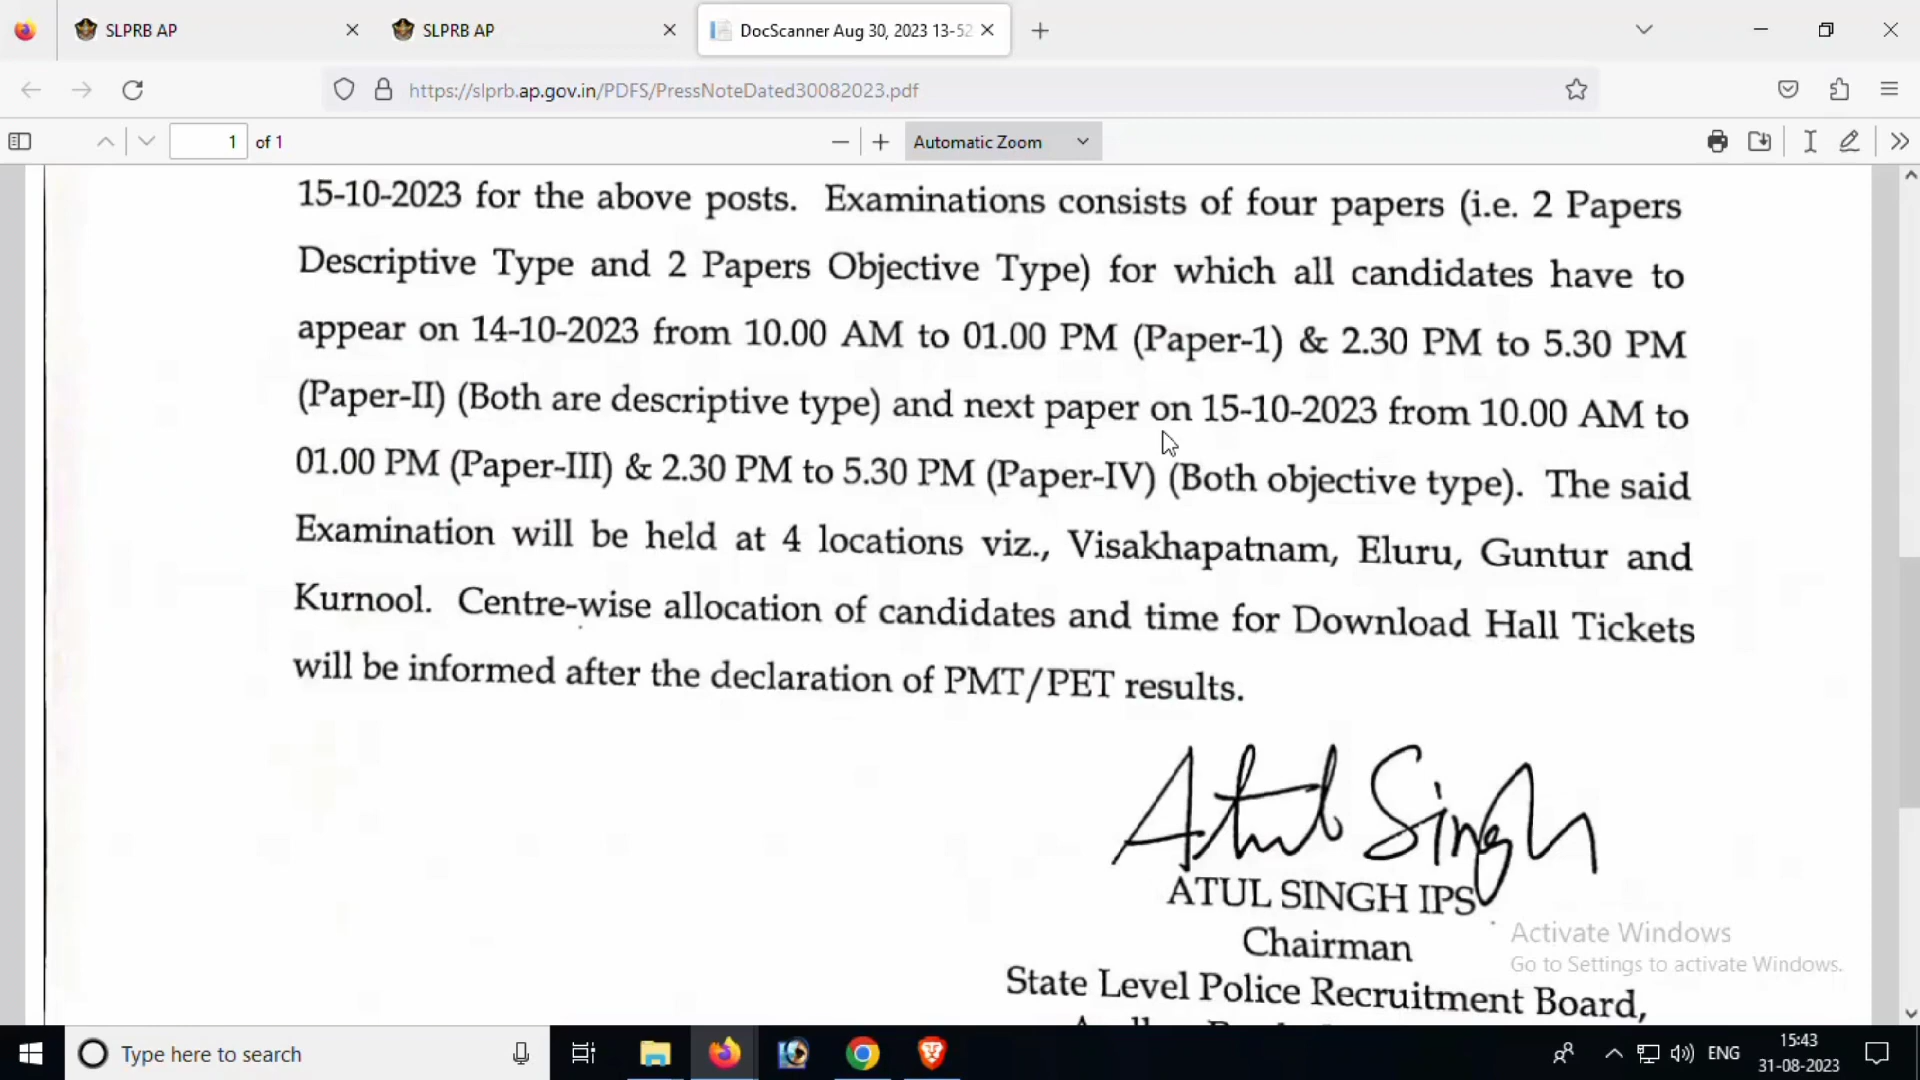 SLPRB AP
SLPRB AP
DocScanner Aug 30, 2023 13-52
https://slprb.ap.gov.in/PDFS/PressNoteDated30082023.pdf
1 of 1
Automatic Zoom
15-10-2023 for the above posts. Examinations consists of four papers (i.e. 2 Papers
Descriptive Type and 2 Papers Objective Type) for which all candidates have to
appear on 14-10-2023 from 10.00 AM to 01.00 PM (Paper-1) & 2.30 PM to 5.30 PM
(Paper-II) (Both are descriptive type) and next paper on 15-10-2023 from 10.00 AM to
01.00 PM (Paper-III) & 2.30 PM to 5.30 PM (Paper-IV) (Both objective type). The said
Examination will be held at 4 locations viz., Visakhapatnam, Eluru, Guntur and
Kurnool. Centre-wise allocation of candidates and time for Download Hall Tickets
will be informed after the declaration of PMT/PET results.
Atul Singh
ATUL SINGH IPS
Chairman
State Level Police Recruitment Board,
Activate Windows
Go to Settings to activate Windows.
Type here to search
ENG
15:43
31-08-2023